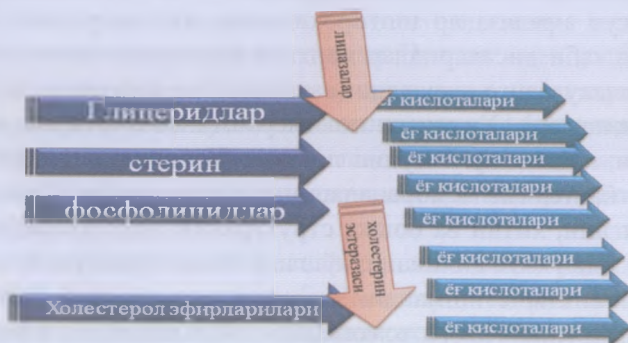 Глицеридлар
стерин
фосфолипидлар
Холестерол эфирларилари
липазалар
холестерин
эстеразаси
ёғ кислоталари
ёғ кислоталари
ёғ кислоталари
ёғ кислоталари
ёғ кислоталари
ёғ кислоталари
ёғ кислоталари
ёғ кислоталари